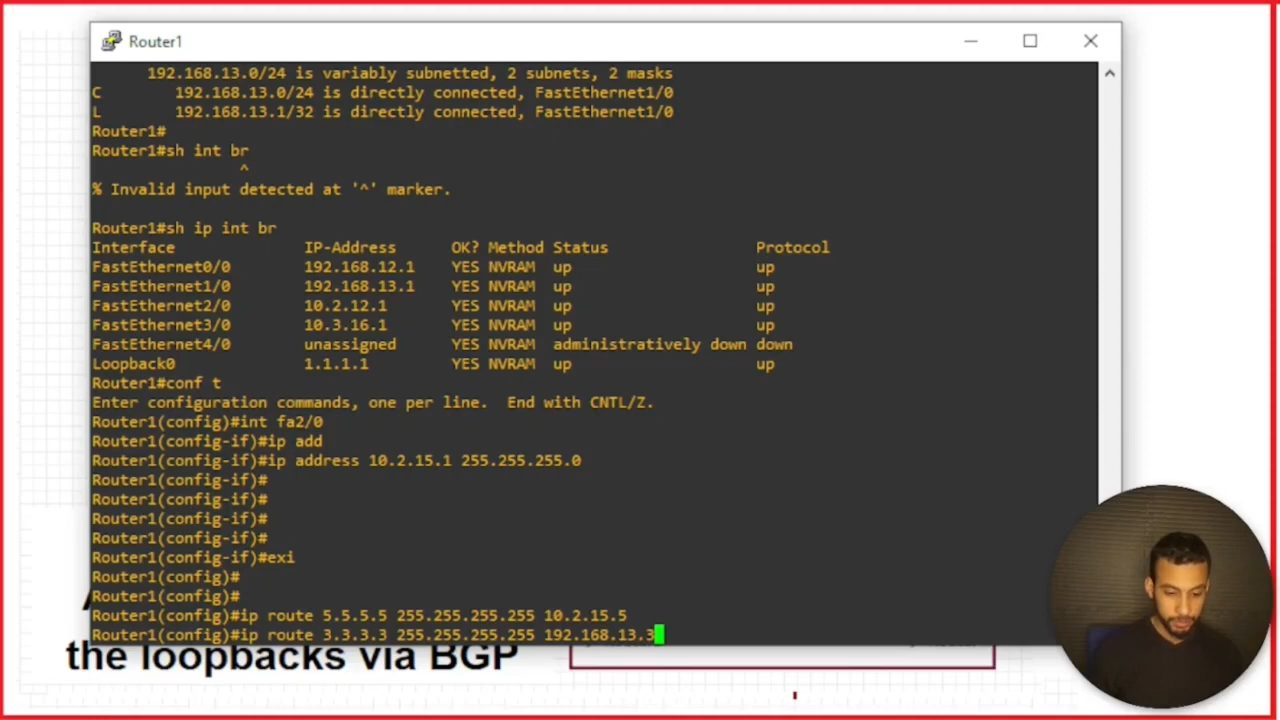 Router1
192.168.13.0/24 is variably subnetted, 2 subnets, 2 masks
C 192.168.13.0/24 is directly connected, FastEthernet1/0
L 192.168.13.1/32 is directly connected, FastEthernet1/0
Router1#
Router1#sh int br
^
% Invalid input detected at '^' marker.
Router1#sh ip int br
Interface IP-Address OK? Method Status Protocol
FastEthernet0/0 192.168.12.1 YES NVRAM up up
FastEthernet1/0 192.168.13.1 YES NVRAM up up
FastEthernet2/0 10.2.12.1 YES NVRAM up up
FastEthernet3/0 10.3.16.1 YES NVRAM up up
FastEthernet4/0 unassigned YES NVRAM administratively down down
Loopback0 1.1.1.1 YES NVRAM up up
Router1#conf t
Enter configuration commands, one per line. End with CNTL/Z.
Router1(config)#int fa2/0
Router1(config-if)#ip add
Router1(config-if)#ip address 10.2.15.1 255.255.255.0
Router1(config-if)#
Router1(config-if)#
Router1(config-if)#
Router1(config-if)#
Router1(config-if)#exi
Router1(config)#
Router1(config)#
Router1(config)#ip route 5.5.5.5 255.255.255.255 10.2.15.5
Router1(config)#ip route 3.3.3.3 255.255.255.255 192.168.13.3
the loopbacks via BGP